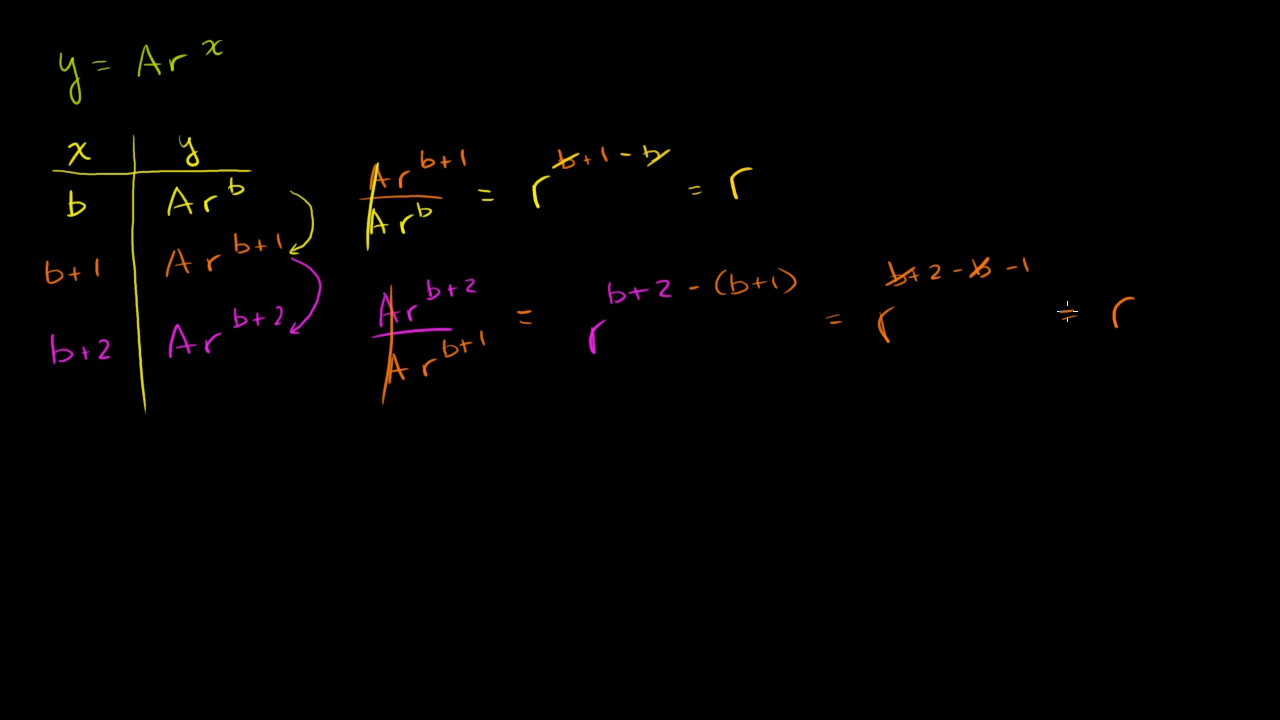 y = Ar^x
x | y
b | Ar^b
b+1 | Ar^{b+1}
b+2 | Ar^{b+2}
Ar^{b+1} / Ar^b = r^{b+1-b} = r
Ar^{b+2} / Ar^{b+1} = r^{b+2-(b+1)} = r^{b+2-b-1} = r